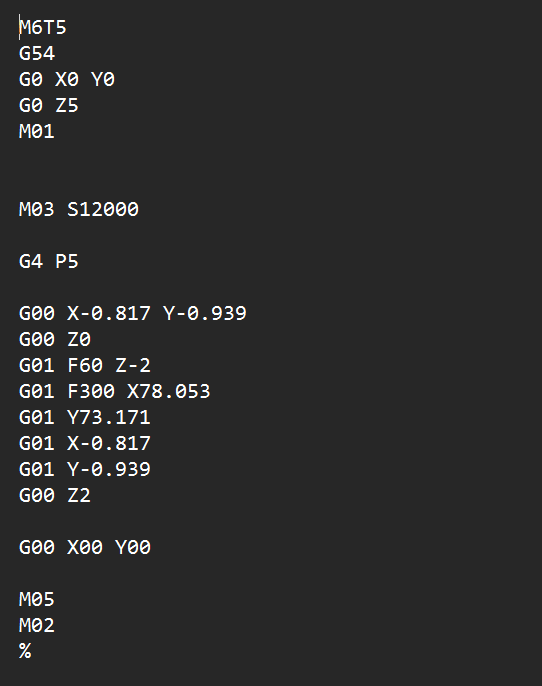 M6T5
G54
G0 X0 Y0
G0 Z5
M01
M03 S12000
G4 P5
G00 X-0.817 Y-0.939
G00 Z0
G01 F60 Z-2
G01 F300 X78.053
G01 Y73.171
G01 X-0.817
G01 Y-0.939
G00 Z2
G00 X00 Y00
M05
M02
%